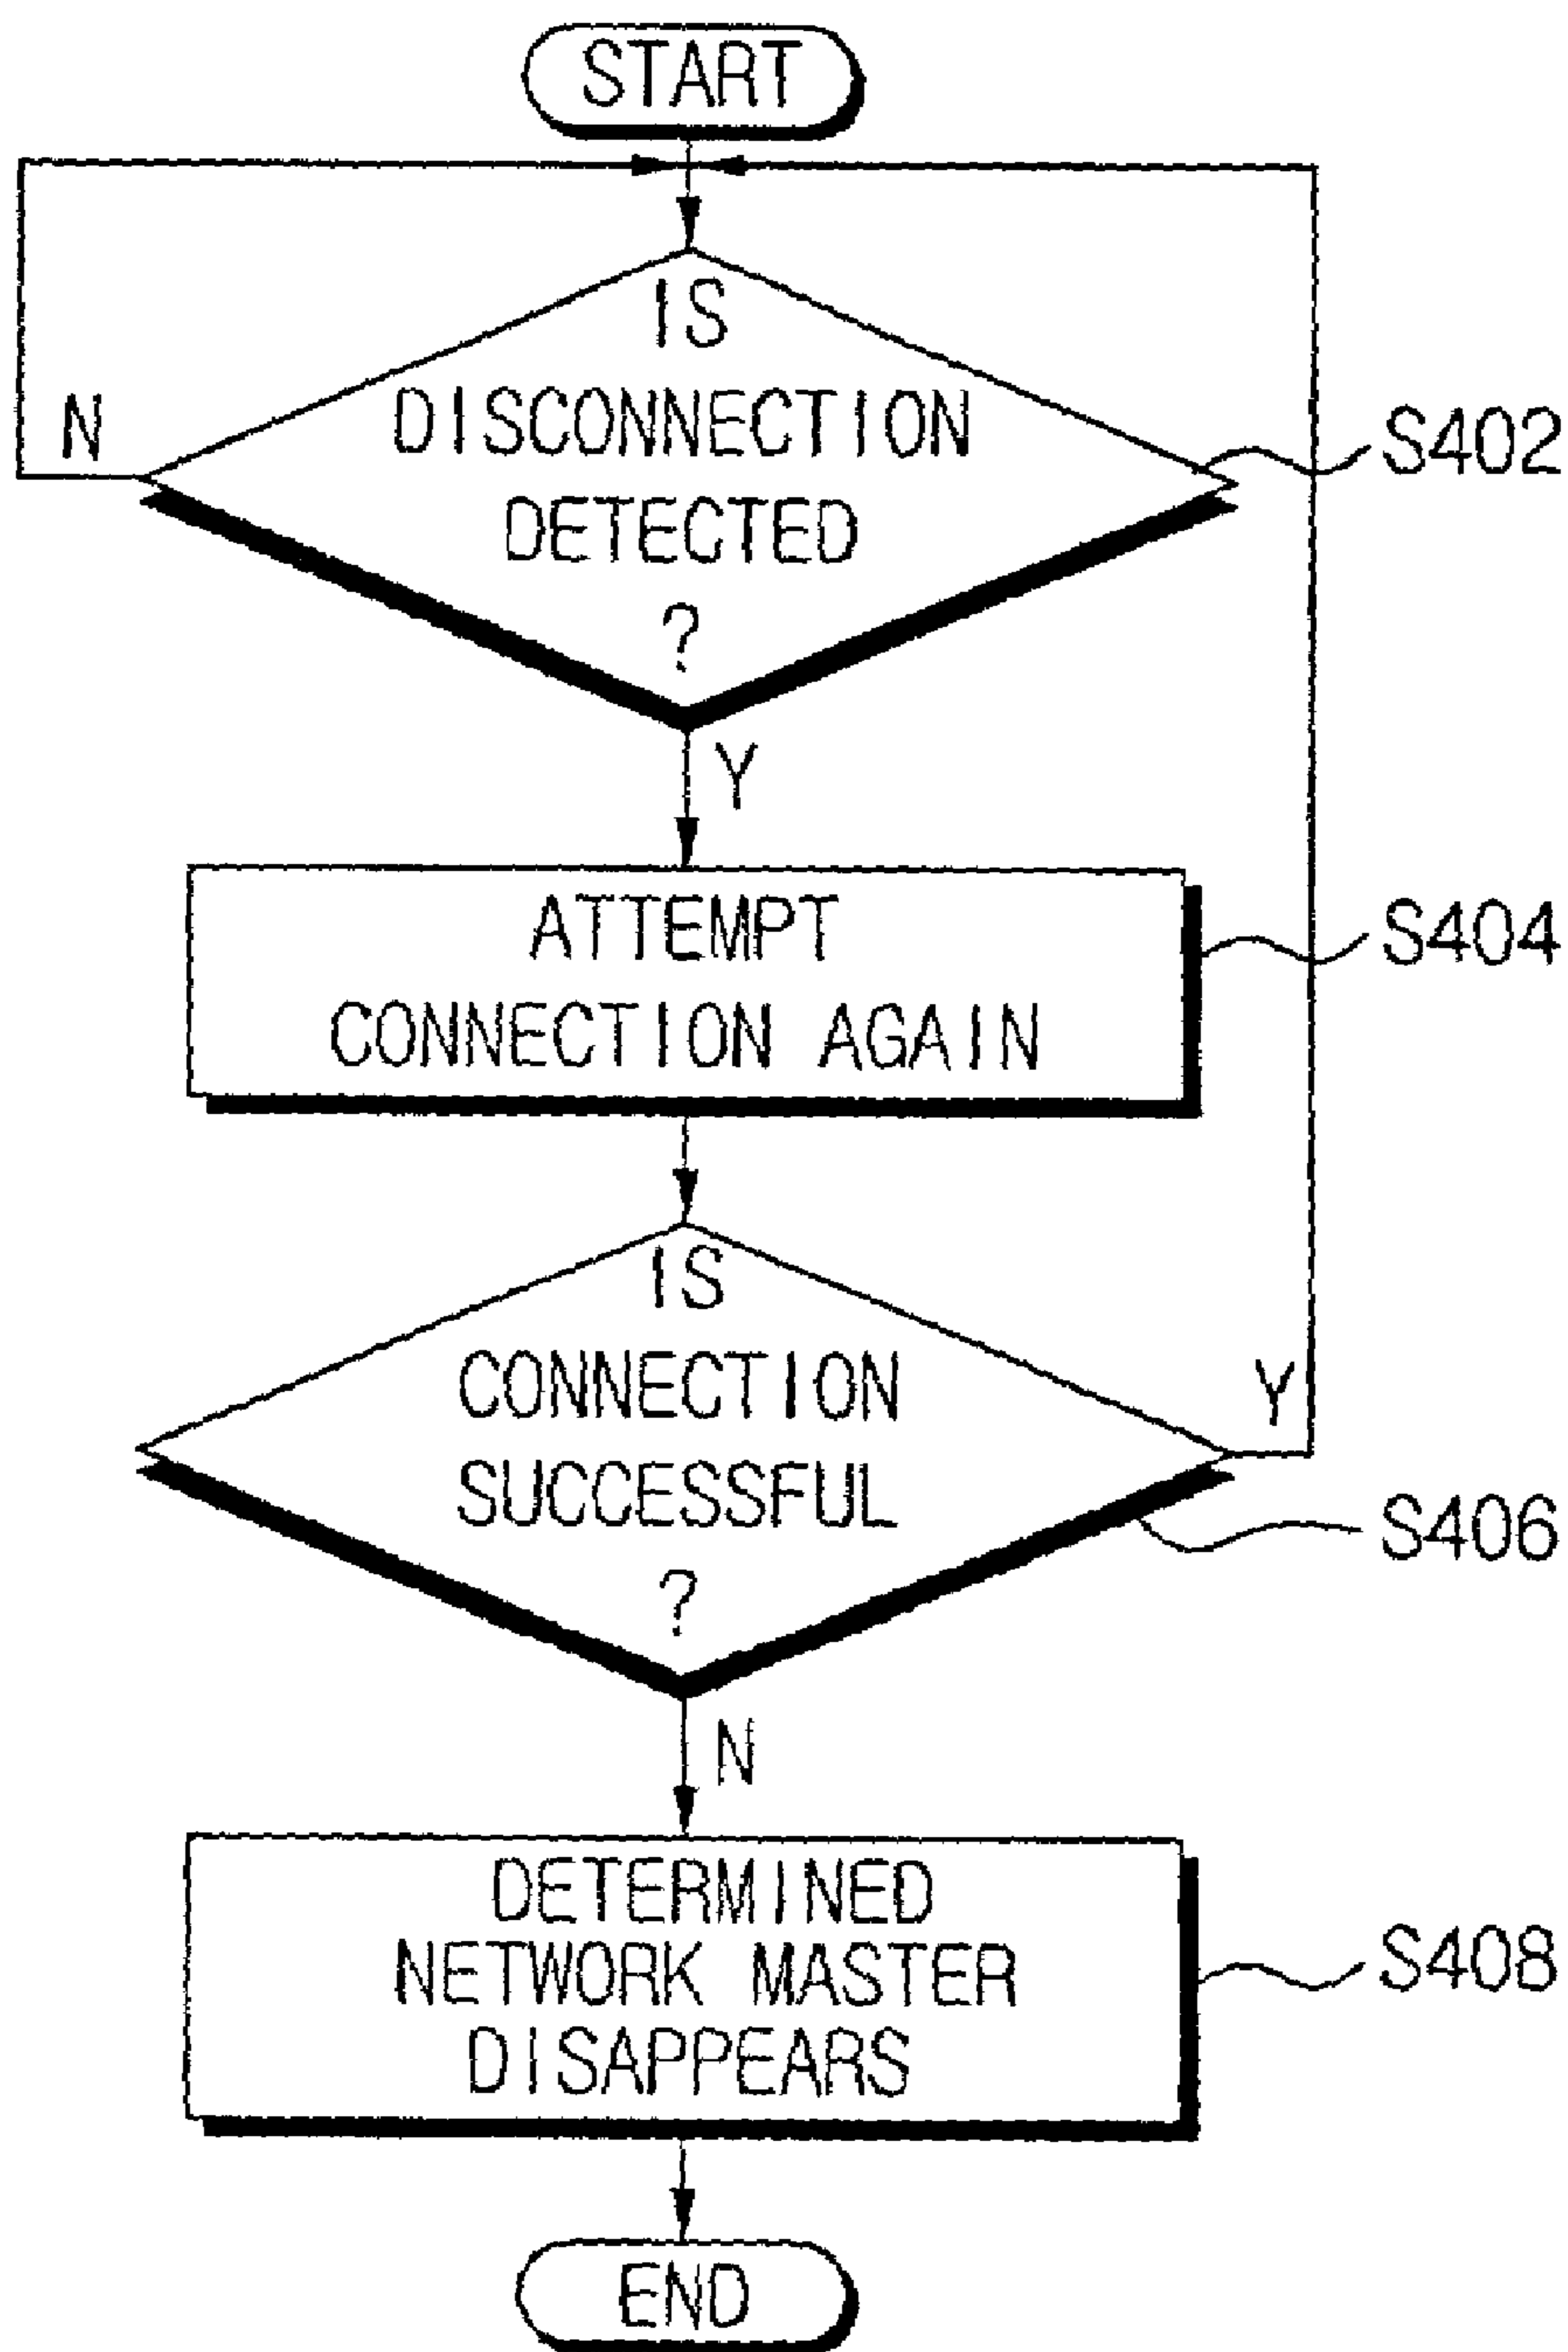 START
IS
DISCONNECTION
DETECTED
?
N
S402
Y
ATTEMPT
CONNECTION AGAIN
S404
IS
CONNECTION
SUCCESSFUL
?
Y
S406
N
DETERMINED
NETWORK MASTER
DISAPPEARS
S408
END